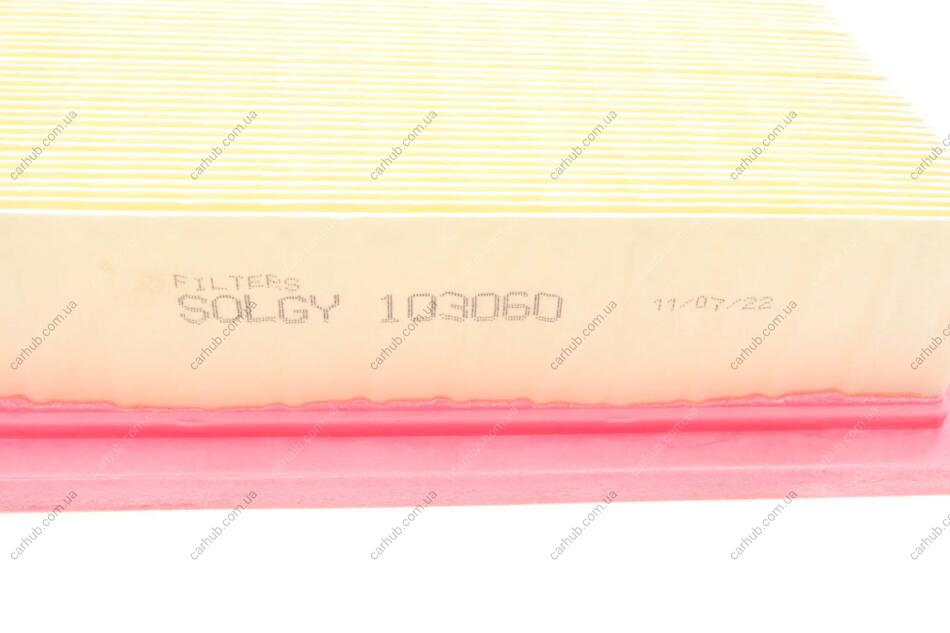 FILTERS
SOLGY 103060 11/07/22
carhub.com.ua